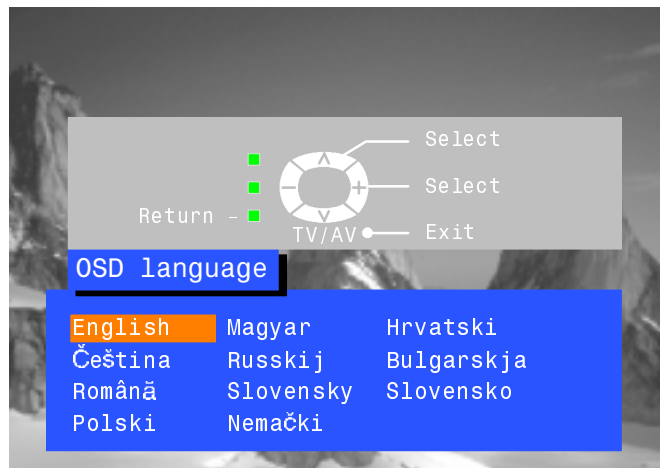 Select
Select
Return –
TV/AV Exit
OSD language
English Magyar Hrvatski
Čeština Russkij Bulgarskja
Română Slovensky Slovensko
Polski Nemački